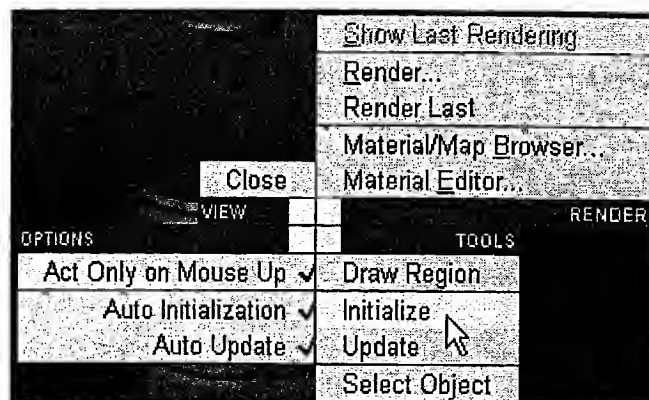 Show Last Rendering
Render...
Render Last
Material/Map Browser...
Close
Material Editor...
VIEW
RENDER
OPTIONS
TOOLS
Act Only on Mouse Up ✓
Draw Region
Auto Initialization ✓
Initialize
Auto Update ✓
Update
Select Object